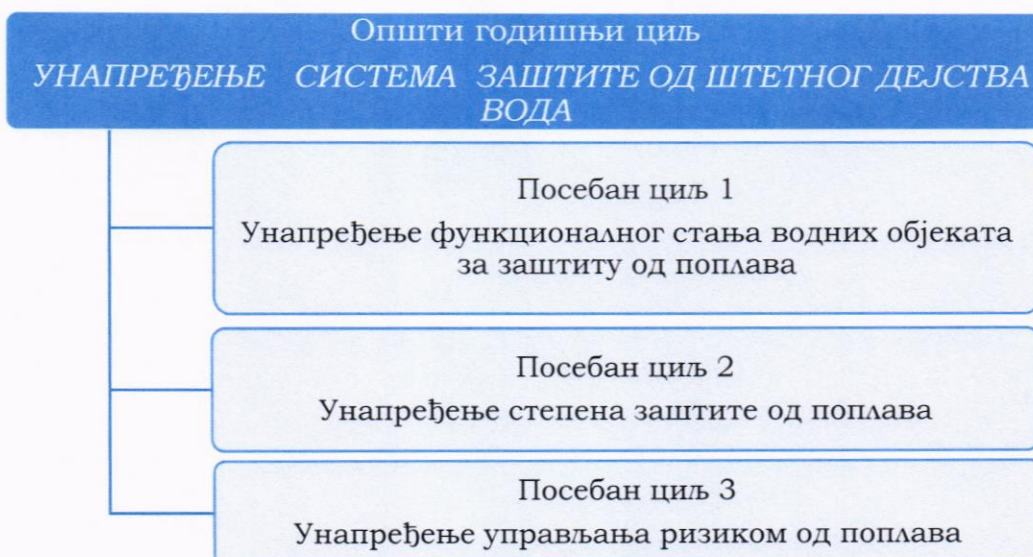 Општи годишњи циљ
УНАПРЕЂЕЊЕ СИСТЕМА ЗАШТИТЕ ОД ШТЕТНОГ ДЕЈСТВА
ВОДА
Посебан циљ 1
Унапређење функционалног стања водних објеката
за заштиту од поплава
Посебан циљ 2
Унапређење степена заштите од поплава
Посебан циљ 3
Унапређење управљања ризиком од поплава